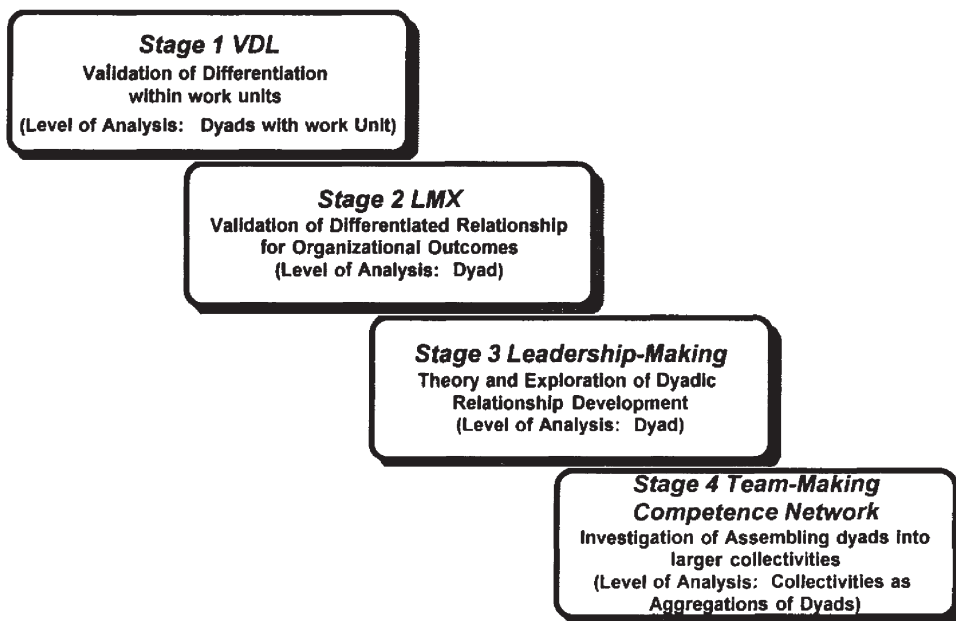 Stage 1 VDL
Validation of Differentiation
within work units
(Level of Analysis: Dyads with work Unit)
Stage 2 LMX
Validation of Differentiated Relationship
for Organizational Outcomes
(Level of Analysis: Dyad)
Stage 3 Leadership-Making
Theory and Exploration of Dyadic
Relationship Development
(Level of Analysis: Dyad)
Stage 4 Team-Making
Competence Network
Investigation of Assembling dyads into
larger collectivities
(Level of Analysis: Collectivities as
Aggregations of Dyads)